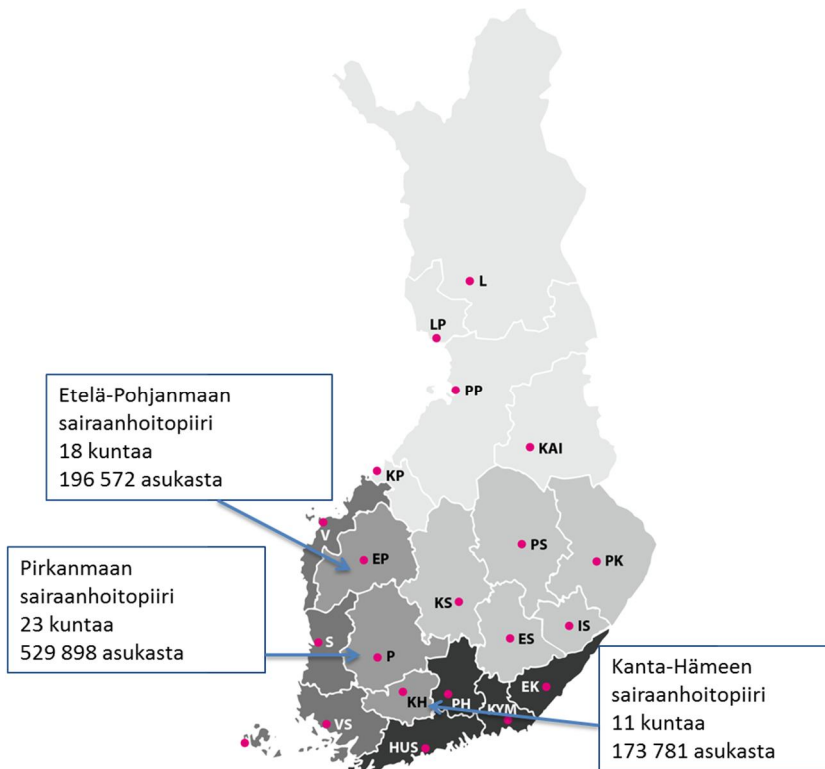 L
LP
PP
Etelä-Pohjanmaan
sairaanhoitopiiri
18 kuntaa
196 572 asukasta
KAI
KP
V
EP
PS
PK
Pirkanmaan
sairaanhoitopiiri
23 kuntaa
529 898 asukasta
KS
IS
S
ES
P
Kanta-Hämeen
sairaanhoitopiiri
11 kuntaa
173 781 asukasta
EK
KH
PH
KYM
VS
HUS